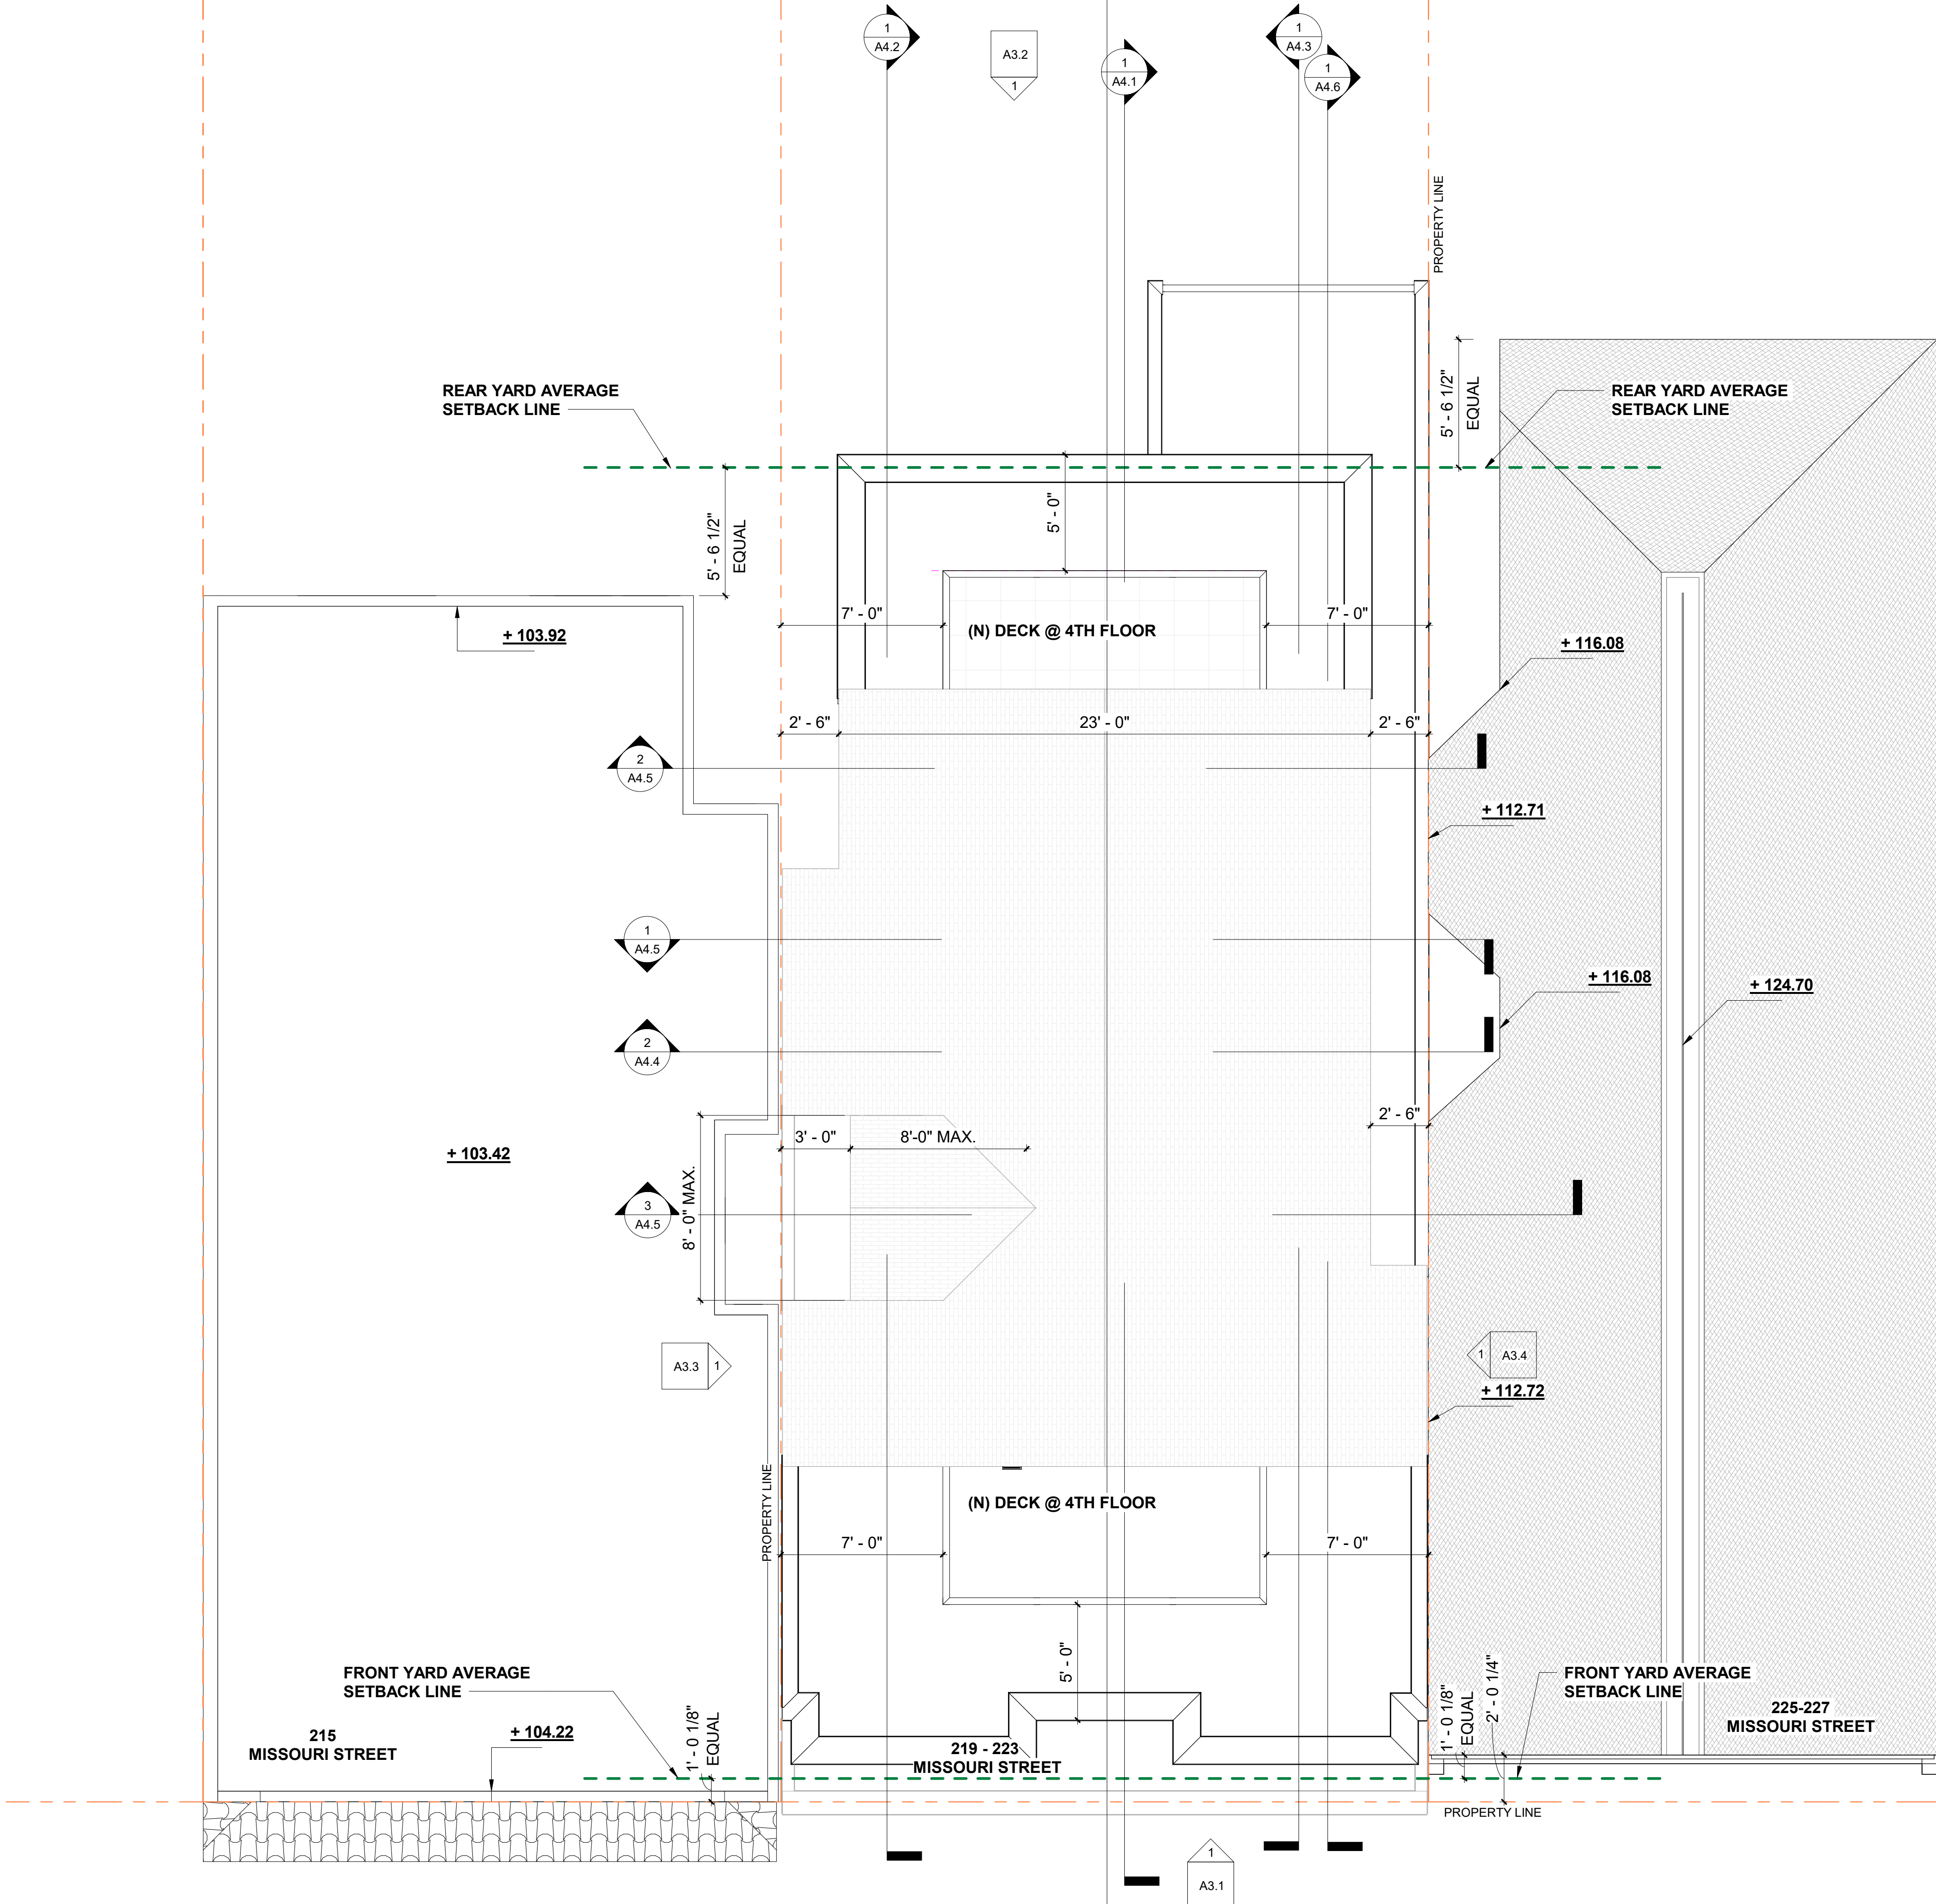 1
A4.2
A3.2
1
1
A4.1
1
A4.3
1
A4.6
PROPERTY LINE
REAR YARD AVERAGE
SETBACK LINE
5' - 6 1/2"
EQUAL
REAR YARD AVERAGE
SETBACK LINE
5' - 6 1/2"
EQUAL
5' - 0"
7' - 0"
7' - 0"
(N) DECK @ 4TH FLOOR
+ 103.92
+ 116.08
2' - 6"
23' - 0"
2' - 6"
2
A4.5
+ 112.71
1
A4.5
+ 116.08
+ 124.70
2
A4.4
2' - 6"
3' - 0"
8'-0" MAX.
+ 103.42
8' - 0" MAX.
3
A4.5
A3.3
1
1
A3.4
+ 112.72
PROPERTY LINE
(N) DECK @ 4TH FLOOR
7' - 0"
7' - 0"
5' - 0"
FRONT YARD AVERAGE
SETBACK LINE
1' - 0 1/8"
EQUAL
1' - 0 1/8"
EQUAL
2' - 0 1/4"
FRONT YARD AVERAGE
SETBACK LINE
215
MISSOURI STREET
+ 104.22
219 - 223
MISSOURI STREET
225-227
MISSOURI STREET
PROPERTY LINE
1
A3.1